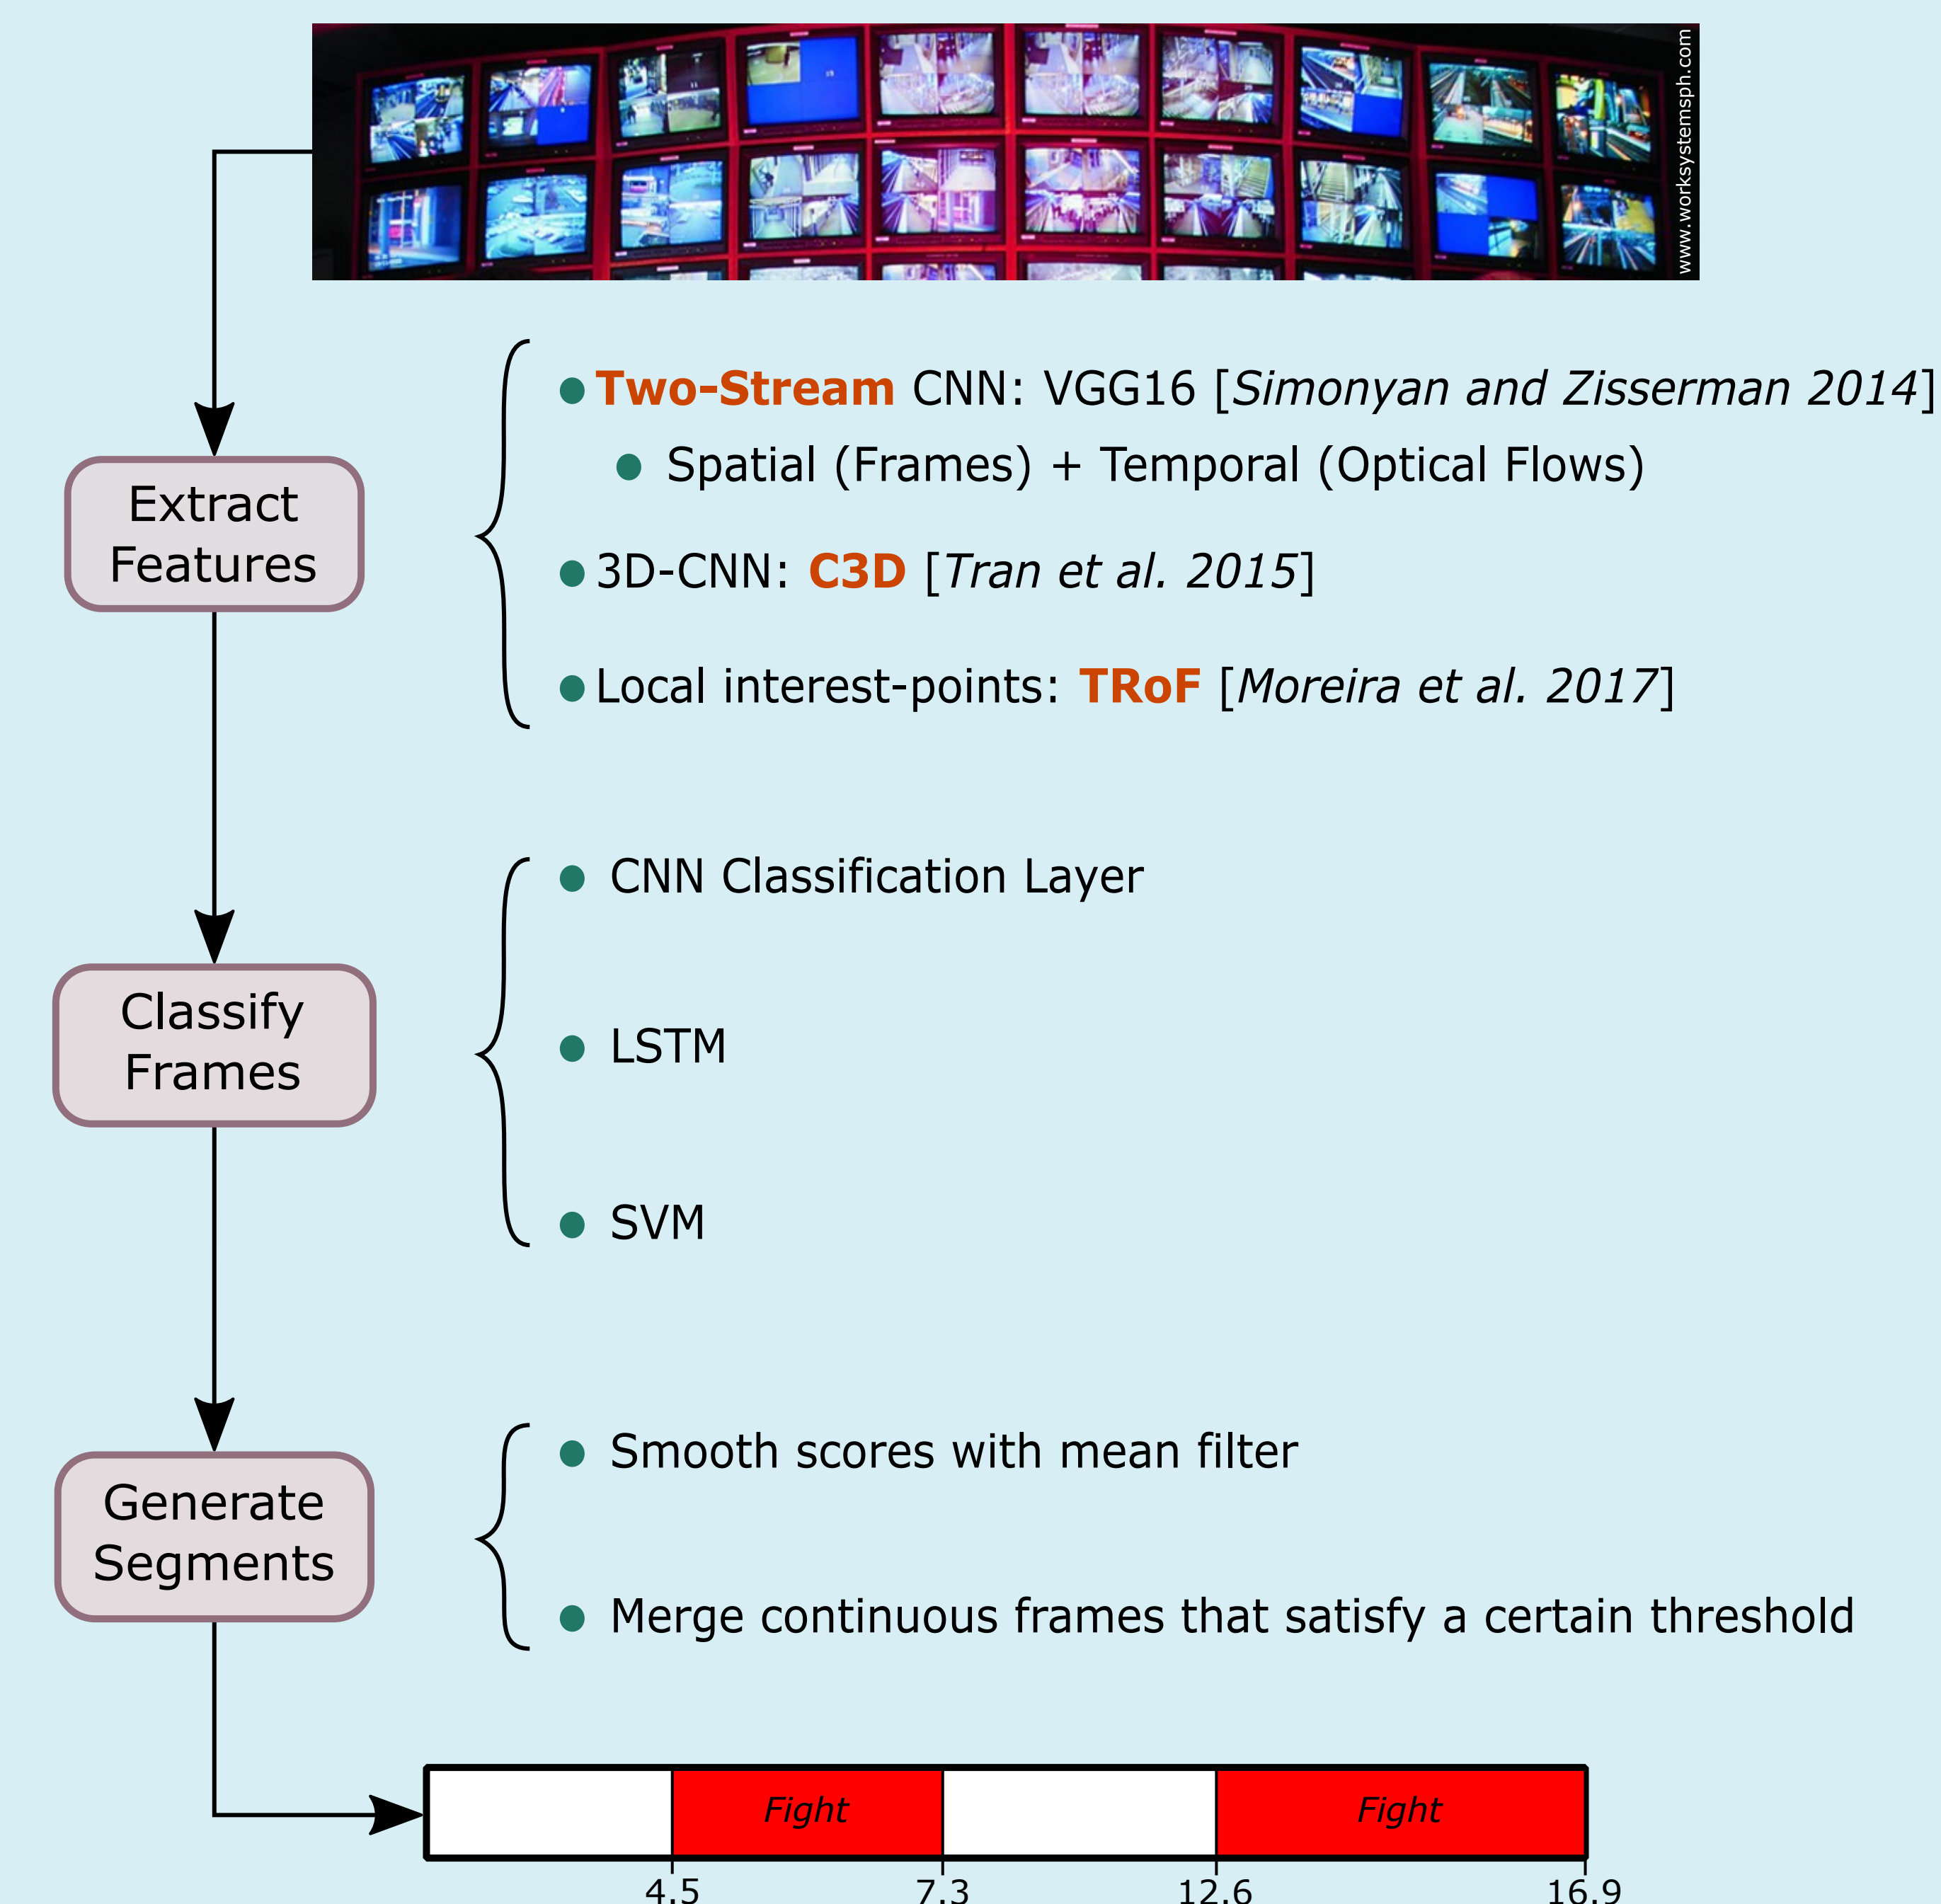 www.worksystemsph.com
Extract
Features
Two-Stream CNN: VGG16 [Simonyan and Zisserman 2014]
Spatial (Frames) + Temporal (Optical Flows)
3D-CNN: C3D [Tran et al. 2015]
Local interest-points: TRoF [Moreira et al. 2017]
Classify
Frames
CNN Classification Layer
LSTM
SVM
Generate
Segments
Smooth scores with mean filter
Merge continuous frames that satisfy a certain threshold
Fight Fight
4.5 7.3 12.6 16.9